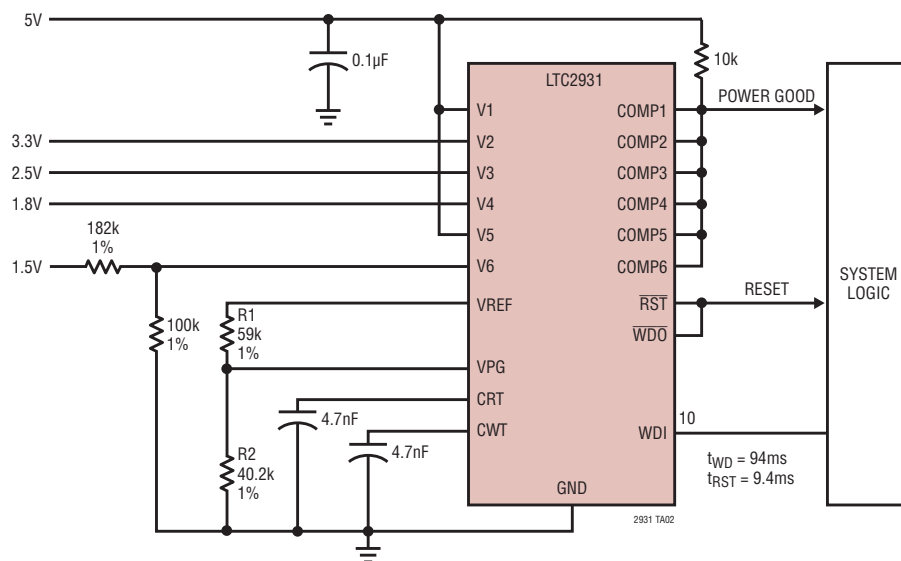 5V
0.1µF
10k
LTC2931
V1
COMP1
POWER GOOD
3.3V
V2
COMP2
2.5V
V3
COMP3
1.8V
V4
COMP4
182k
1%
V5
COMP5
1.5V
V6
COMP6
SYSTEM
LOGIC
100k
1%
R1
59k
1%
VREF
RST
RESET
WDO
VPG
CRT
4.7nF
CWT
4.7nF
WDI
10
R2
40.2k
1%
tWD = 94ms
tRST = 9.4ms
GND
2931 TA02